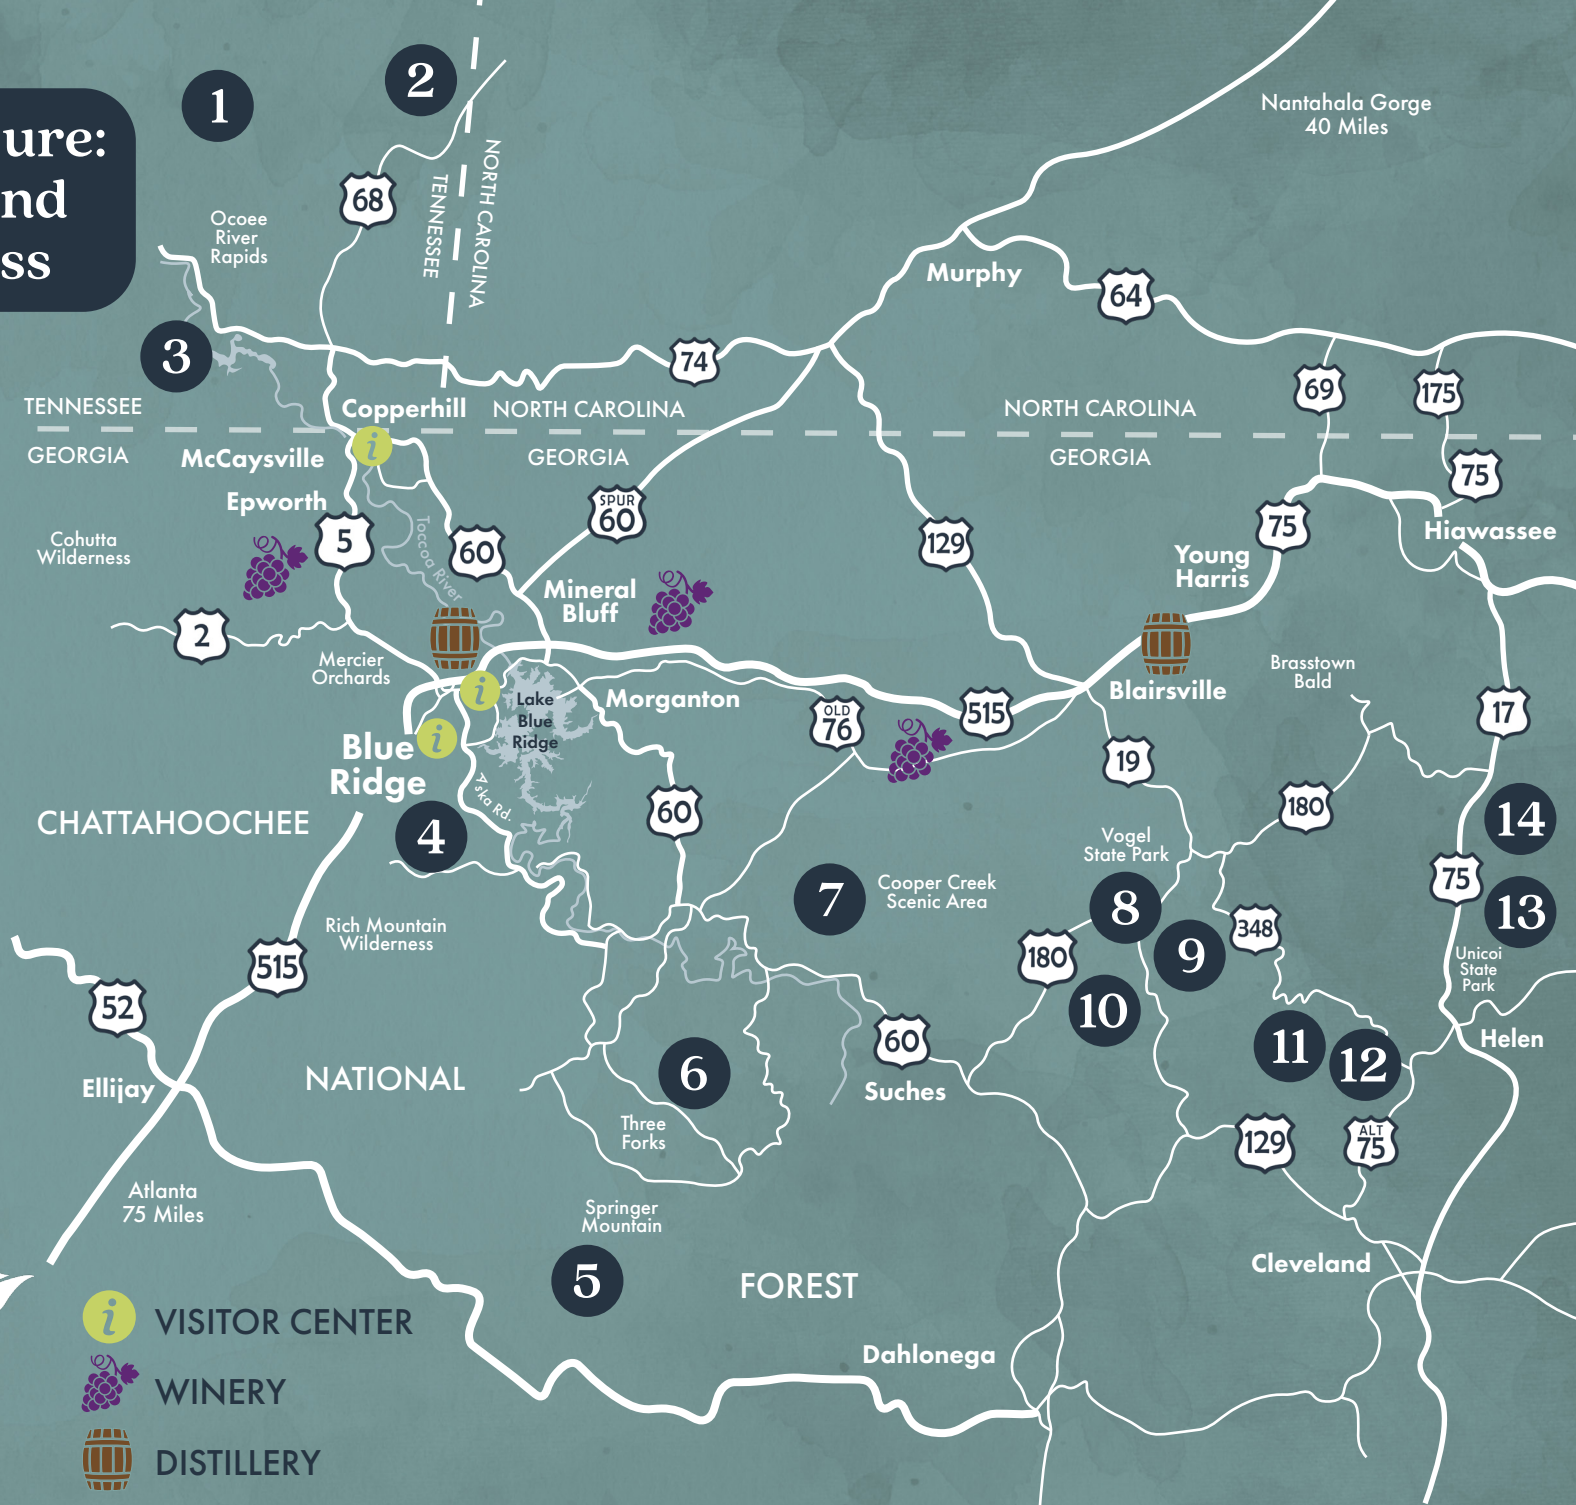 ure:
nd
ss
1
2
Nantahala Gorge
40 Miles
68
TENNESSEE
NORTH CAROLINA
Ocoee
River
Rapids
Murphy
64
3
74
69
175
TENNESSEE
Copperhill
NORTH CAROLINA
NORTH CAROLINA
GEORGIA
McCaysville
i
GEORGIA
GEORGIA
75
Epworth
SPUR
60
75
Hiawassee
Cohutta
Wilderness
5
Toccoa River
60
129
Young
Harris
Mineral
Bluff
2
Mercier
Orchards
Brasstown
Bald
i
Lake
Blue
Ridge
Morganton
Blairsville
OLD
76
515
17
i
Blue
Ridge
19
Aska Rd.
CHATTAHOOCHEE
4
60
180
14
Vogel
State Park
75
7
Cooper Creek
Scenic Area
8
13
Rich Mountain
Wilderness
348
9
180
515
Unicoi
State
Park
52
10
60
11
12
Helen
Ellijay
NATIONAL
6
Suches
Three
Forks
129
ALT
75
Atlanta
75 Miles
Springer
Mountain
5
FOREST
Cleveland
i
VISITOR CENTER
Dahlonega
WINERY
DISTILLERY